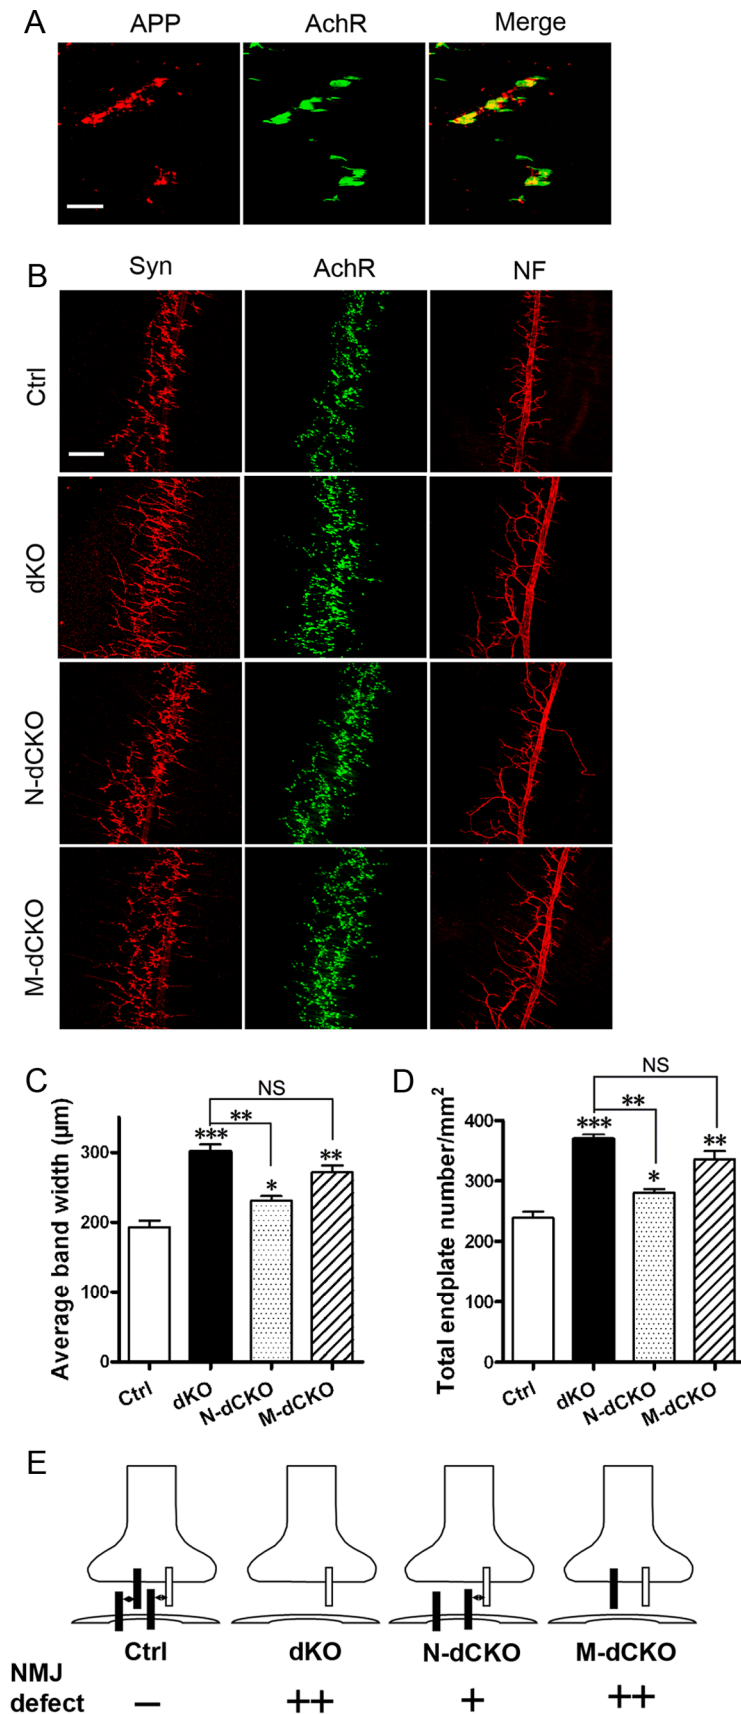 A
APP AchR Merge
B
Syn AchR NF
Ctrl
dKO
N-dCKO
M-dCKO
C
NS
**
***
*
**
Average band width (µm)
300
200
100
0
Ctrl dKO N-dCKO M-dCKO
D
NS
**
***
*
**
Total endplate number/mm²
400
300
200
100
0
Ctrl dKO N-dCKO M-dCKO
E
Ctrl dKO N-dCKO M-dCKO
NMJ
defect – ++ + ++